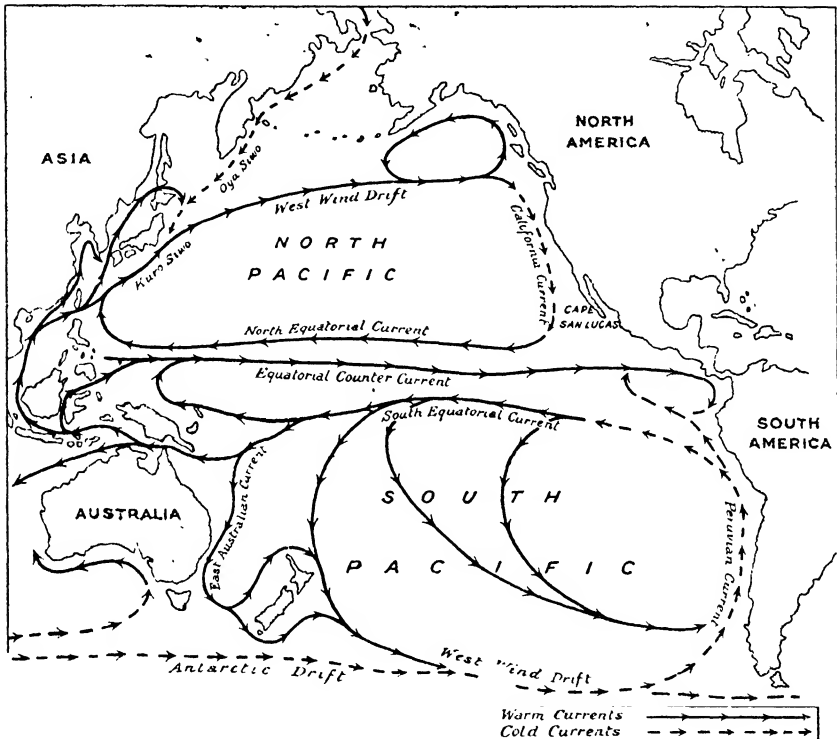 NORTH
AMERICA
ASIA
Oya Siwo
West Wind Drift
NORTH
PACIFIC
Kuro Siwo
California Current
CAPE
SAN LUCAS
North Equatorial Current
Equatorial Counter Current
South Equatorial Current
SOUTH
AMERICA
AUSTRALIA
East Australian Current
SOUTH
PACIFIC
Peruvian Current
Antarctic Drift
West Wind Drift
Warm Currents
Cold Currents